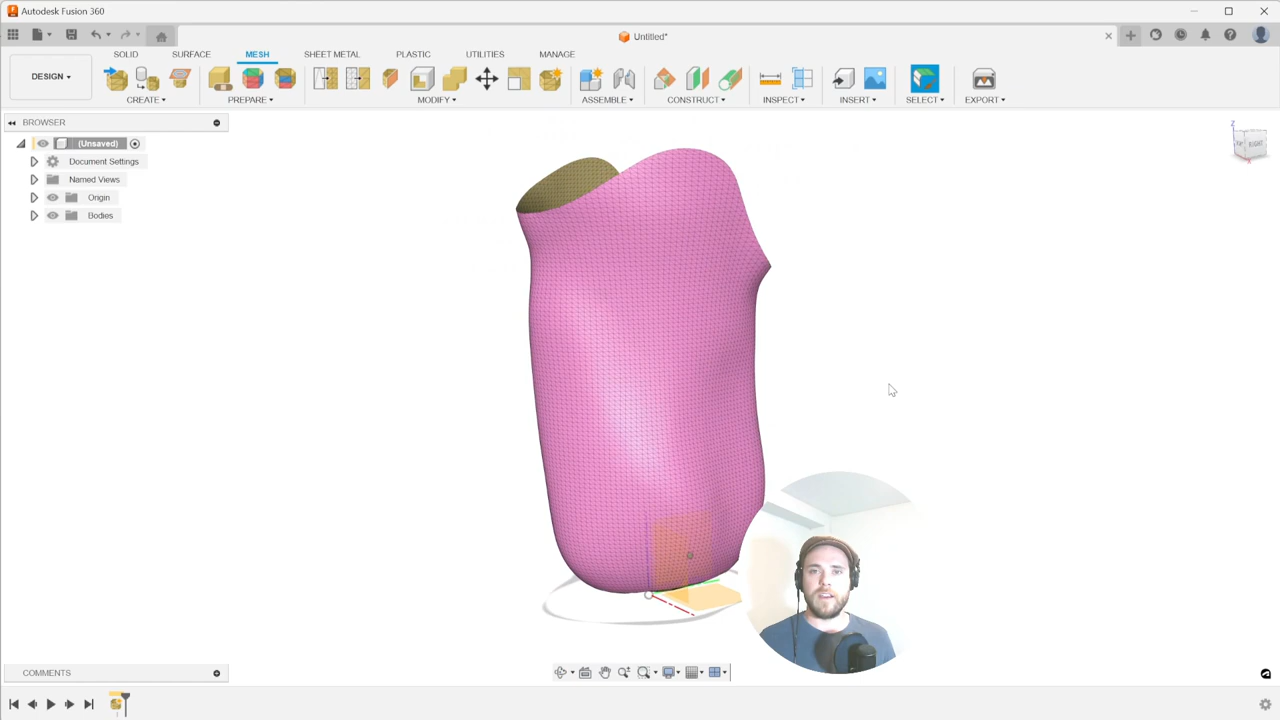 Autodesk Fusion 360
Untitled*
DESIGN
SOLID SURFACE MESH SHEET METAL PLASTIC UTILITIES MANAGE
CREATE PREPARE MODIFY ASSEMBLE CONSTRUCT INSPECT INSERT SELECT EXPORT
BROWSER
(Unsaved)
Document Settings
Named Views
Origin
Bodies
Z
RIGHT
X
COMMENTS